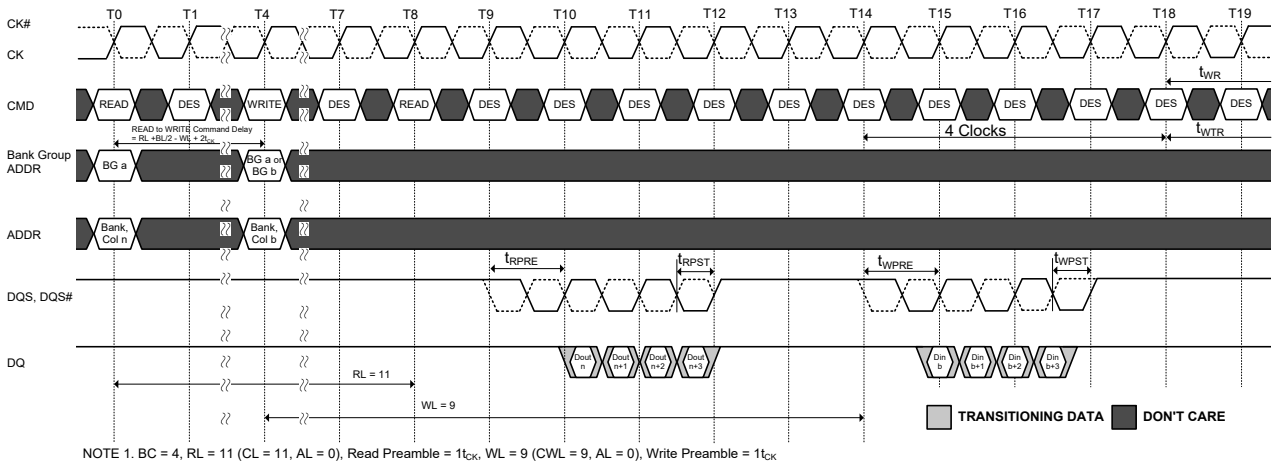 CK#
CK
T0 T1 T4 T7 T8 T9 T10 T11 T12 T13 T14 T15 T16 T17 T18 T19
tWR
CMD READ DES WRITE DES READ DES DES DES DES DES DES DES DES DES DES DES
READ to WRITE Command Delay
= RL +BL/2 - WL + 2tCK
4 Clocks tWTR
Bank Group
ADDR
BG a
BG a or
BG b
ADDR
Bank,
Col n
Bank,
Col b
tRPRE tRPST tWPRE tWPST
DQS, DQS#
DQ
Dout
n
Dout
n+1
Dout
n+2
Dout
n+3
Din
b
Din
b+1
Din
b+2
Din
b+3
RL = 11
WL = 9
TRANSITIONING DATA DON'T CARE
NOTE 1. BC = 4, RL = 11 (CL = 11, AL = 0), Read Preamble = 1tCK, WL = 9 (CWL = 9, AL = 0), Write Preamble = 1tCK